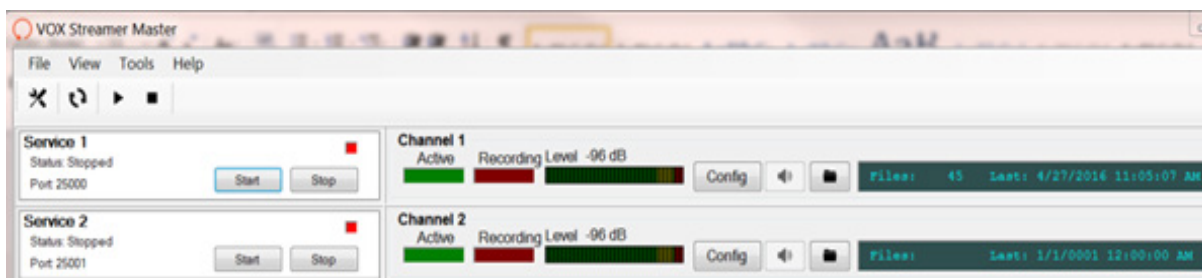 VOX Streamer Master
File View Tools Help
Service 1
Status: Stopped
Port: 25000
Start Stop
Channel 1
Active Recording Level -96 dB
Config
Files: 45 Last: 4/27/2016 11:05:07 AM
Service 2
Status: Stopped
Port: 25001
Start Stop
Channel 2
Active Recording Level -96 dB
Config
Files: Last: 1/1/0001 12:00:00 AM